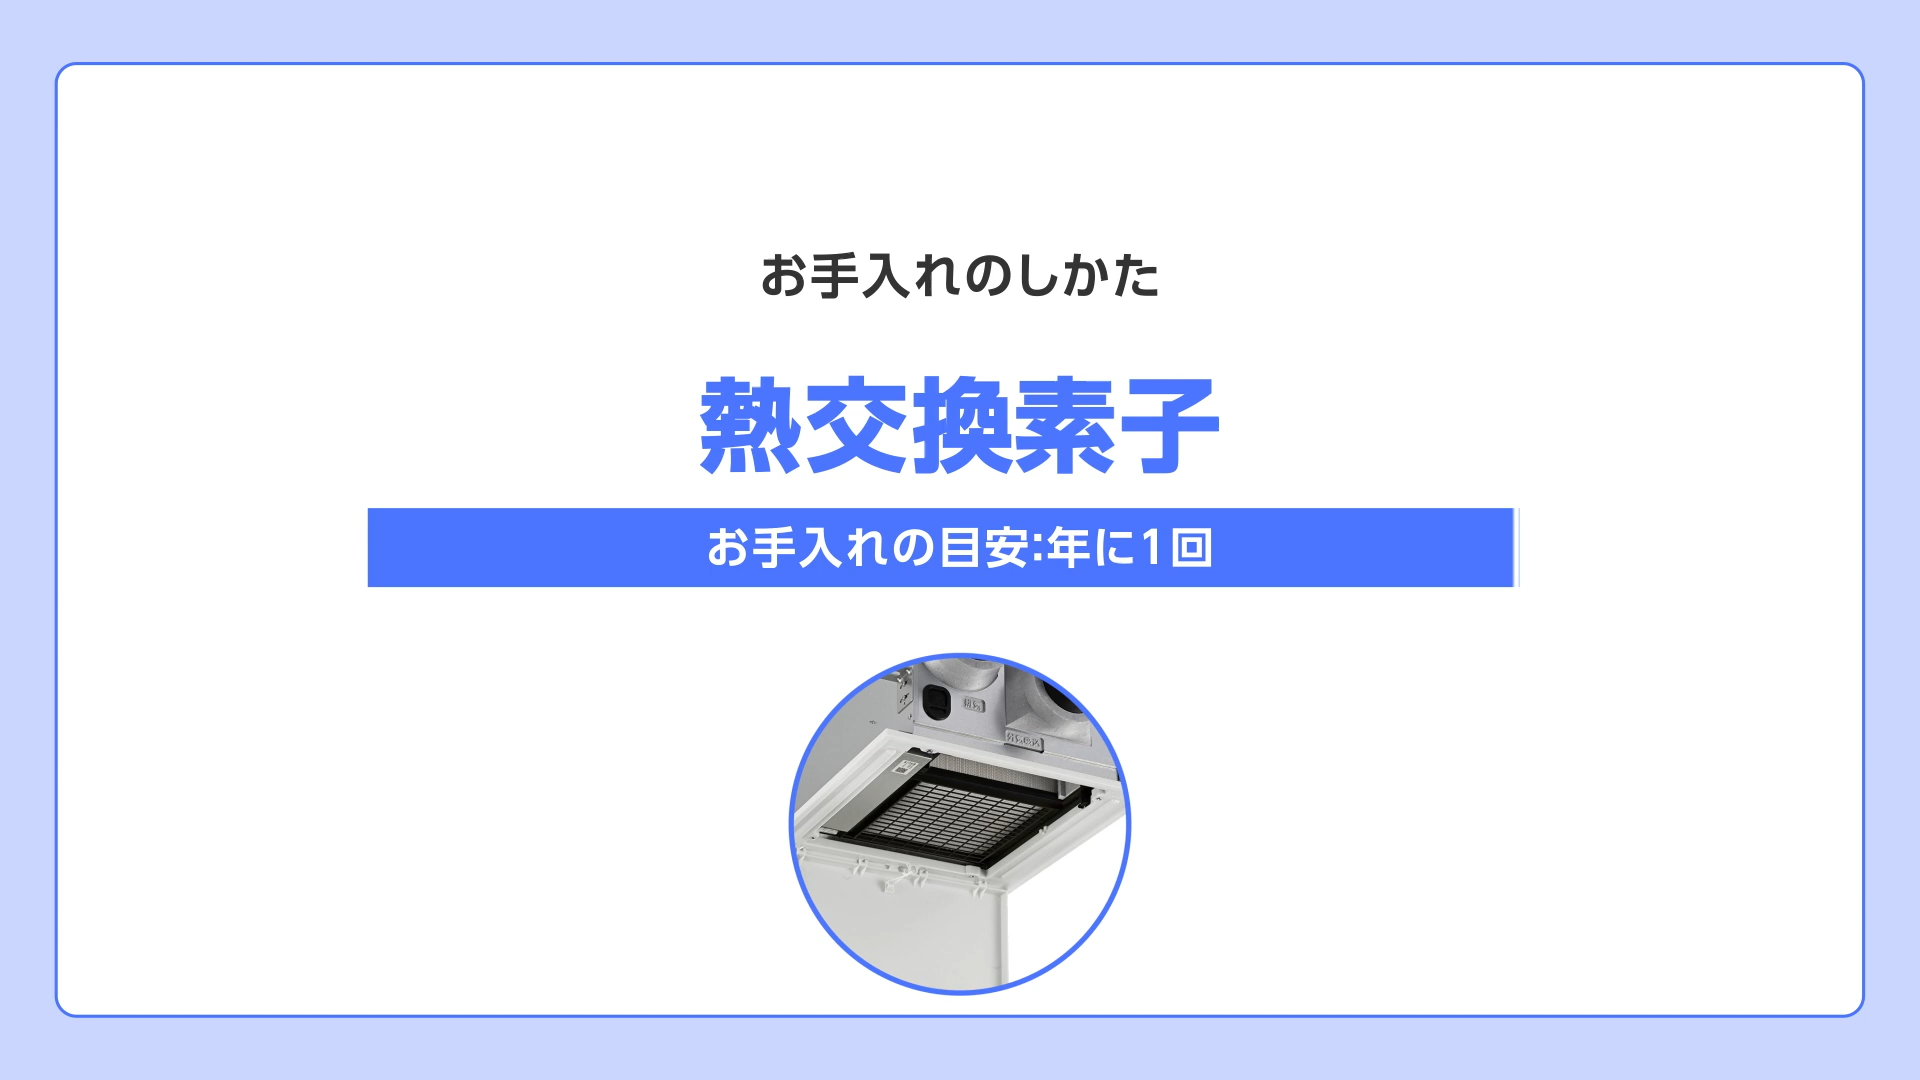 お手入れのしかた
熱交換素子
お手入れの目安:年に1回